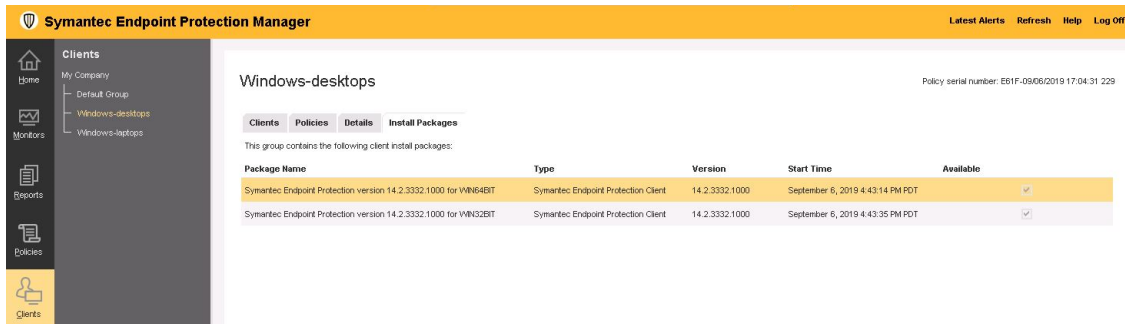 Symantec Endpoint Protection Manager
Latest Alerts Refresh Help Log Off
Home
Monitors
Reports
Policies
Clients
Clients
My Company
Default Group
Windows-desktops
Windows-laptops
Windows-desktops
Policy serial number: E61F-09/06/2019 17:04:31 229
Clients Policies Details Install Packages
This group contains the following client install packages:
Package Name Type Version Start Time Available
Symantec Endpoint Protection version 14.2.3332.1000 for WIN64BIT Symantec Endpoint Protection Client 14.2.3332.1000 September 6, 2019 4:43:14 PM PDT
Symantec Endpoint Protection version 14.2.3332.1000 for WIN32BIT Symantec Endpoint Protection Client 14.2.3332.1000 September 6, 2019 4:43:35 PM PDT